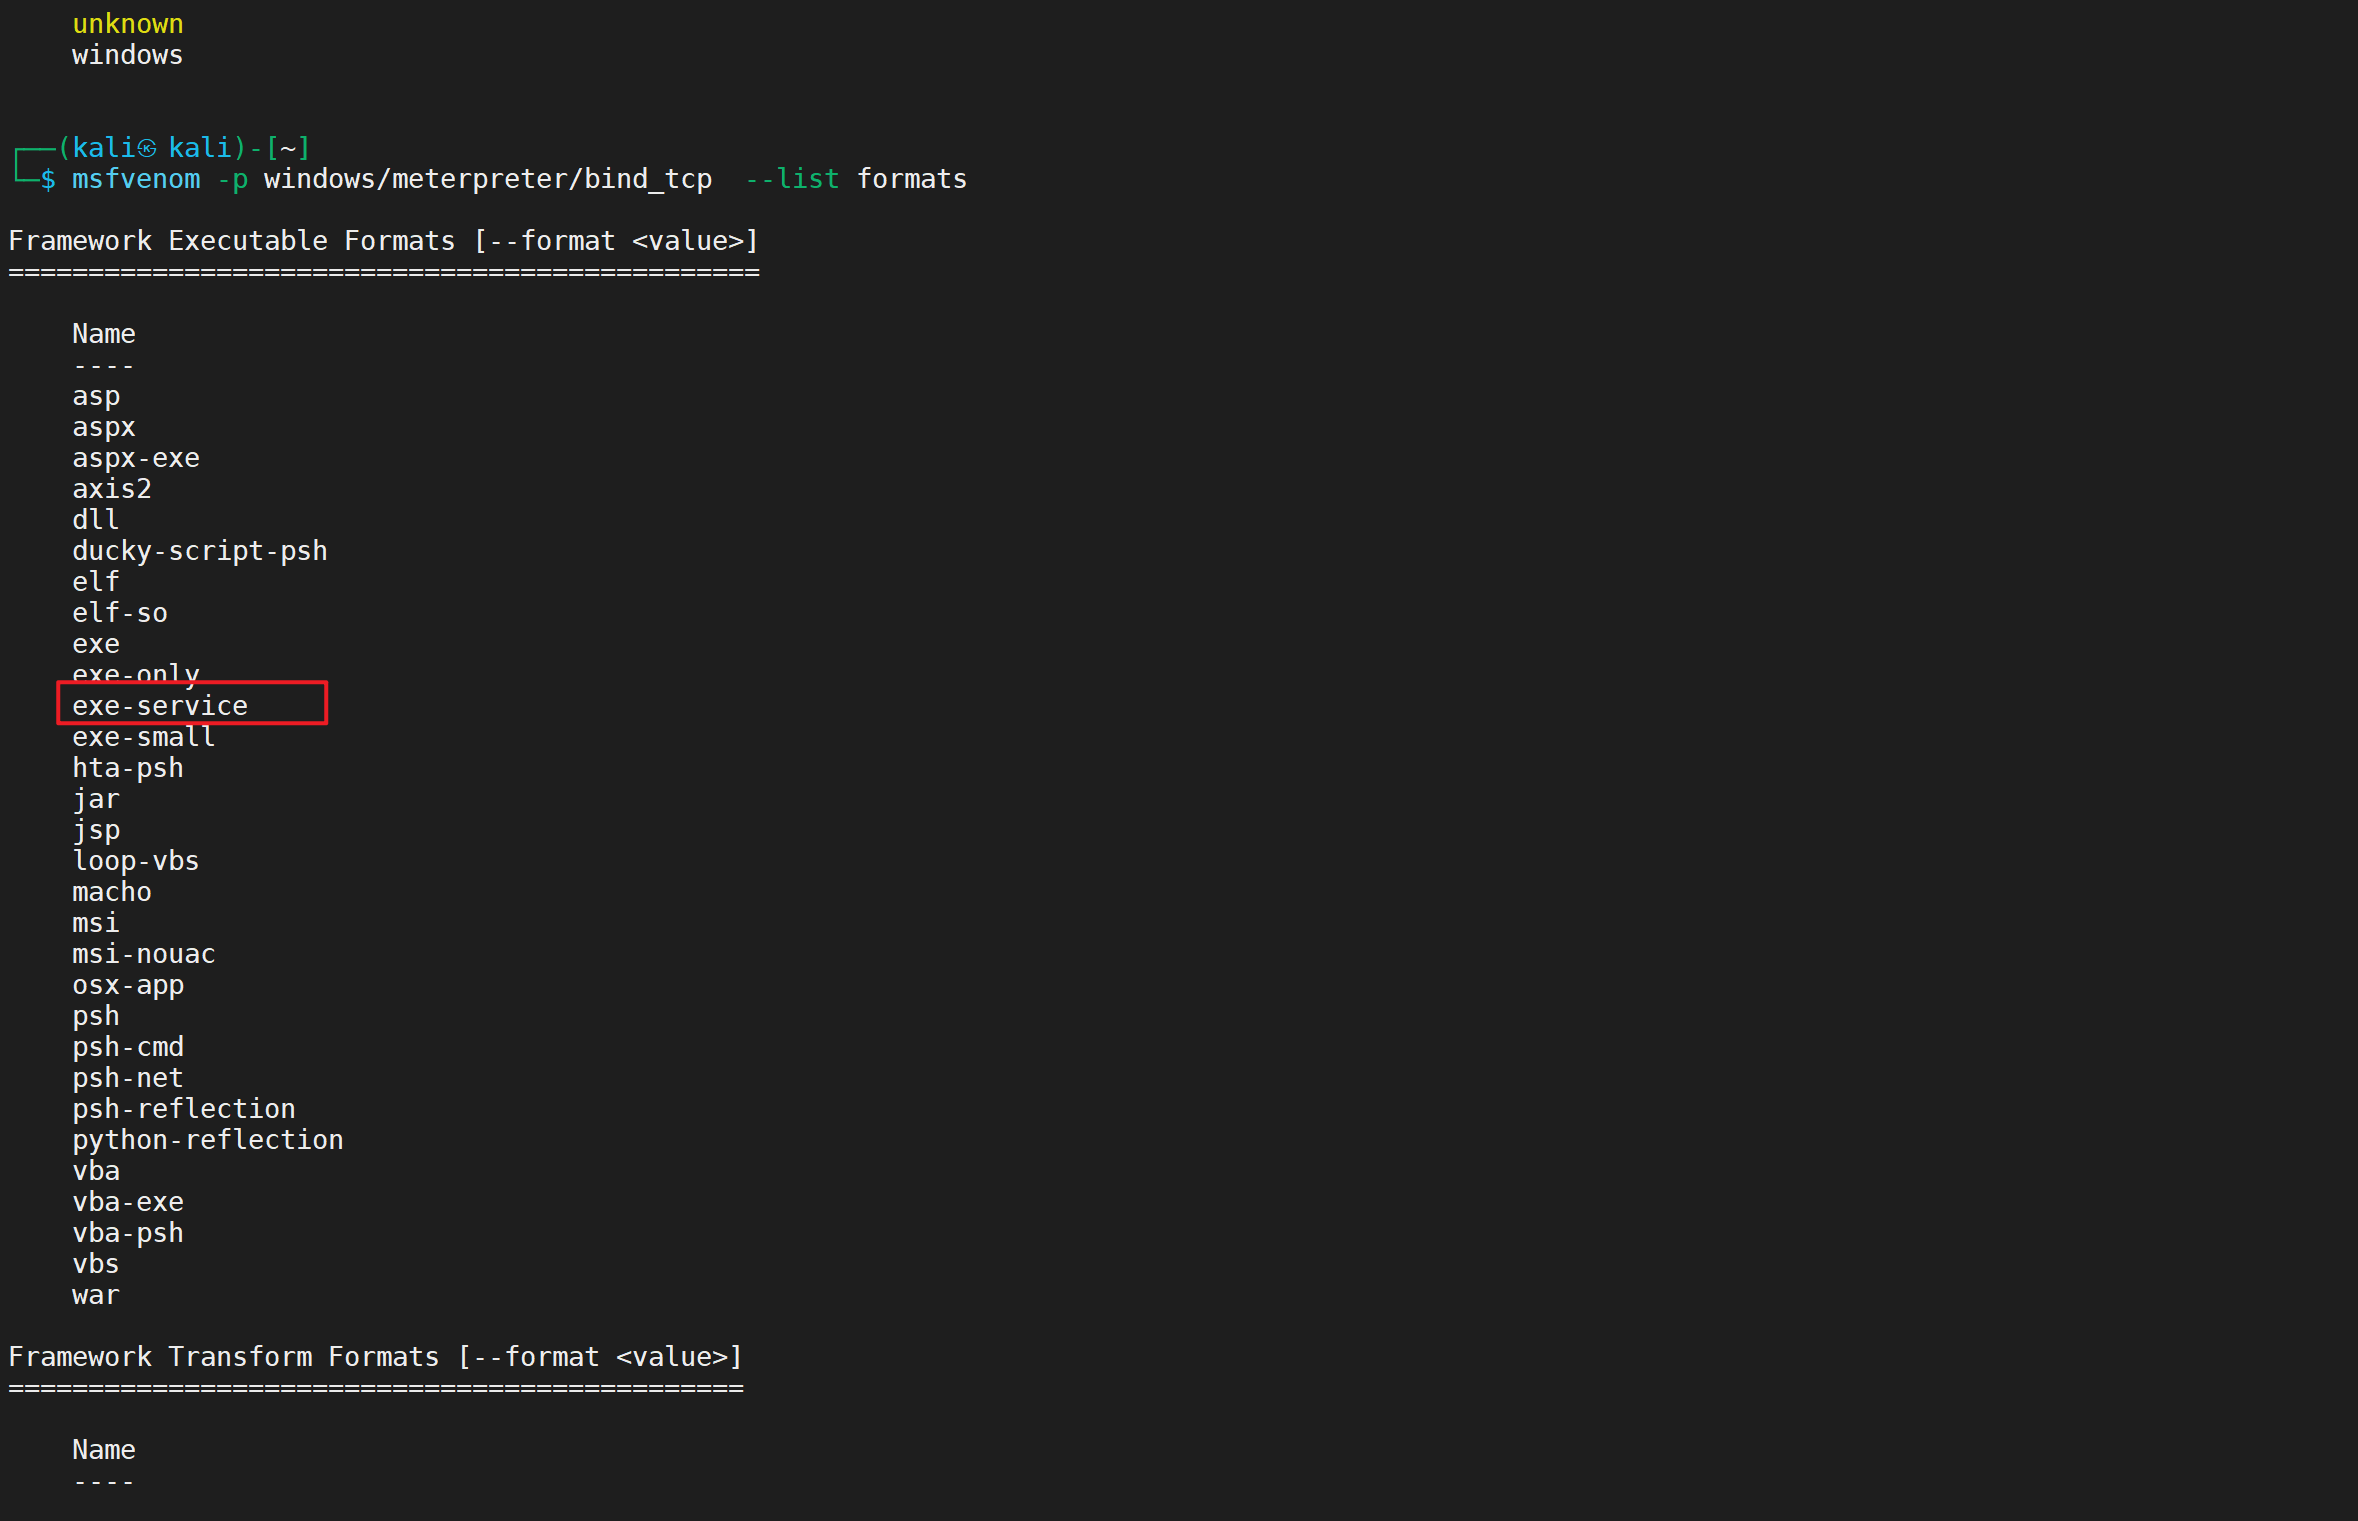 unknown
windows
┌──(kali㉿kali)-[~]
└─$ msfvenom -p windows/meterpreter/bind_tcp  --list formats
Framework Executable Formats [--format <value>]
===============================================
Name
----
asp
aspx
aspx-exe
axis2
dll
ducky-script-psh
elf
elf-so
exe
exe-only
exe-service
exe-small
hta-psh
jar
jsp
loop-vbs
macho
msi
msi-nouac
osx-app
psh
psh-cmd
psh-net
psh-reflection
python-reflection
vba
vba-exe
vba-psh
vbs
war
Framework Transform Formats [--format <value>]
==============================================
Name
----